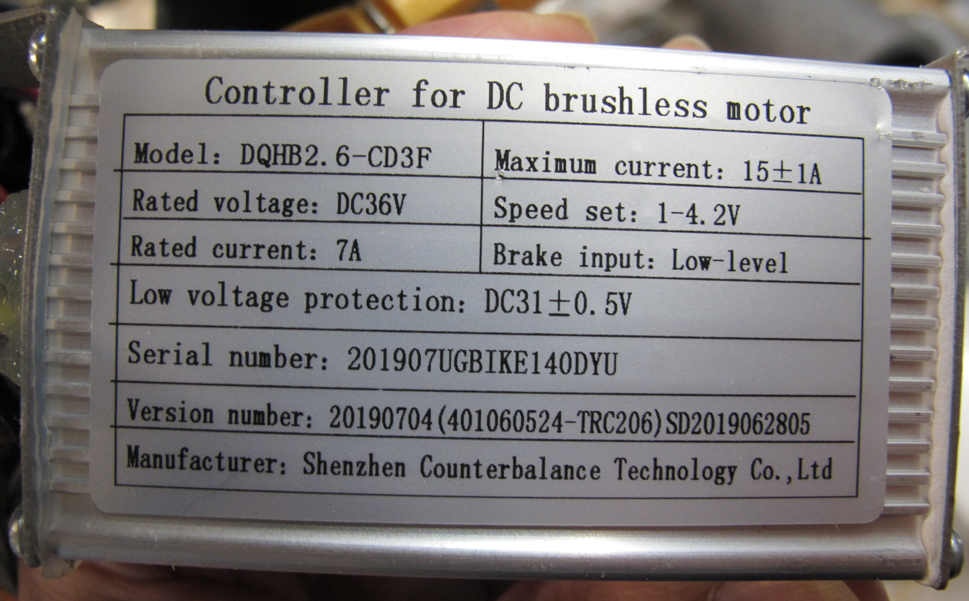 Controller for DC brushless motor
Model: DQHB2.6-CD3F
Maximum current: 15±1A
Rated voltage: DC36V
Speed set: 1-4.2V
Rated current: 7A
Brake input: Low-level
Low voltage protection: DC31±0.5V
Serial number: 201907UGBIKE140DYU
Version number: 20190704(401060524-TRC206)SD2019062805
Manufacturer: Shenzhen Counterbalance Technology Co.,Ltd